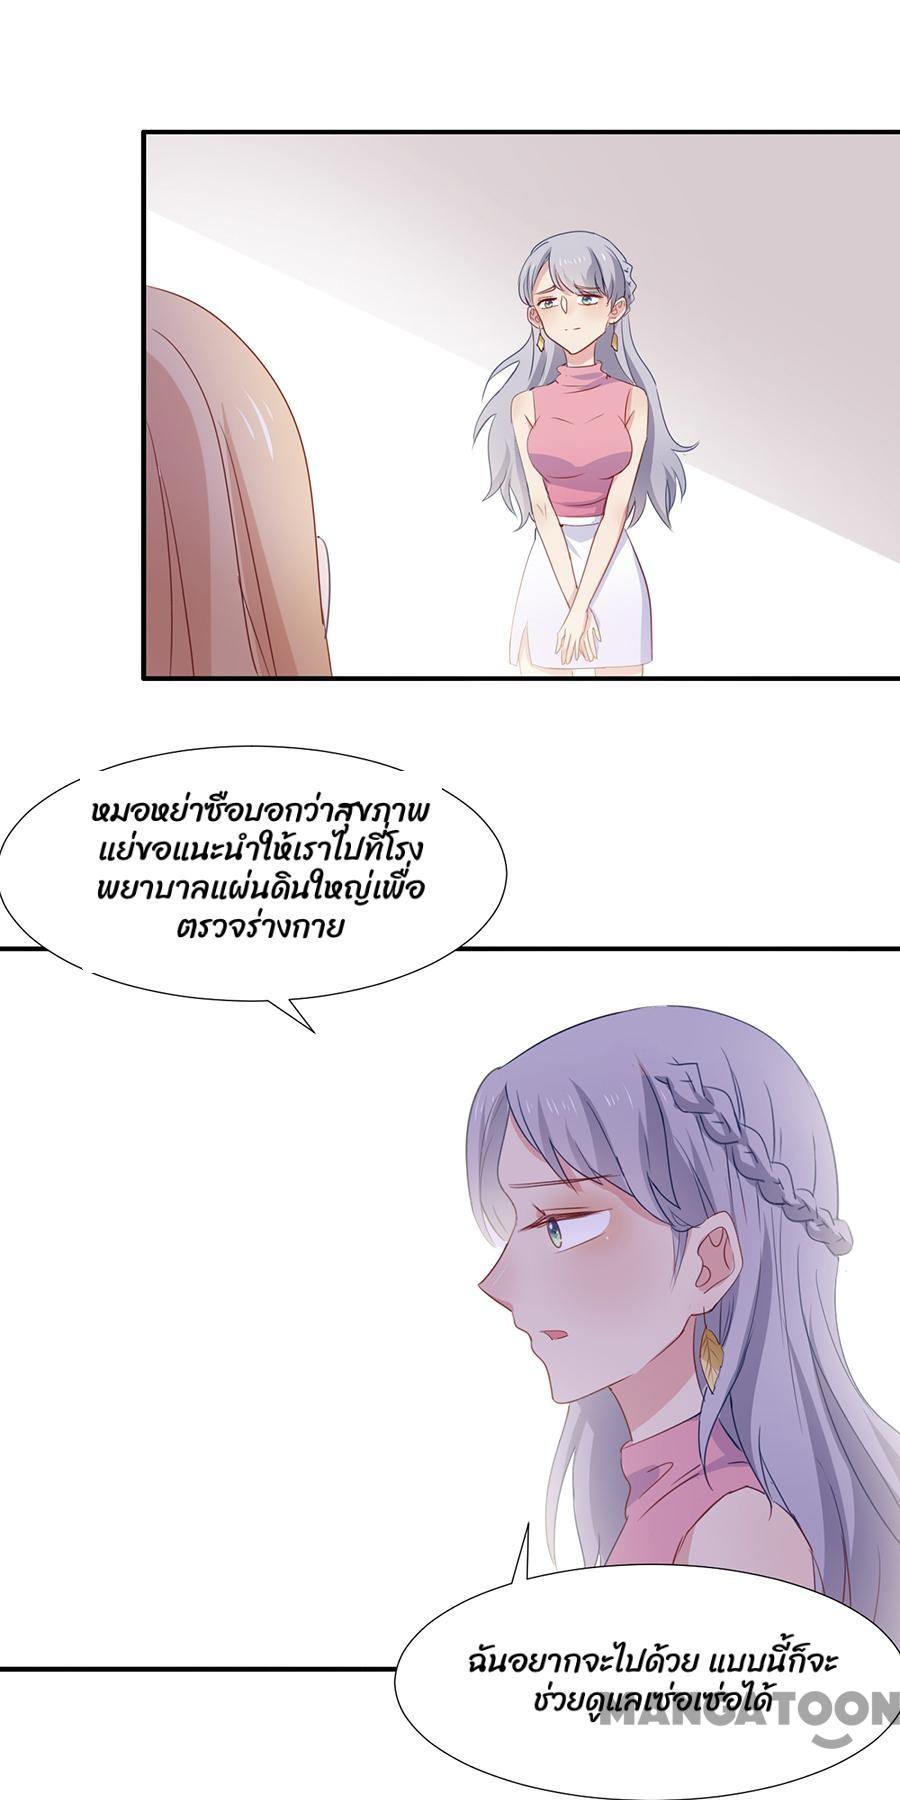 หมอหย่าซือบอกว่าสุขภาพ
แย่ขอแนะนำให้เราไปที่โรง
พยาบาลแผ่นดินใหญ่เพื่อ
ตรวจร่างกาย
ฉันอยากจะไปด้วย แบบนี้ก็จะ
ช่วยดูแลเซ่อเซ่อได้
MANGATOON